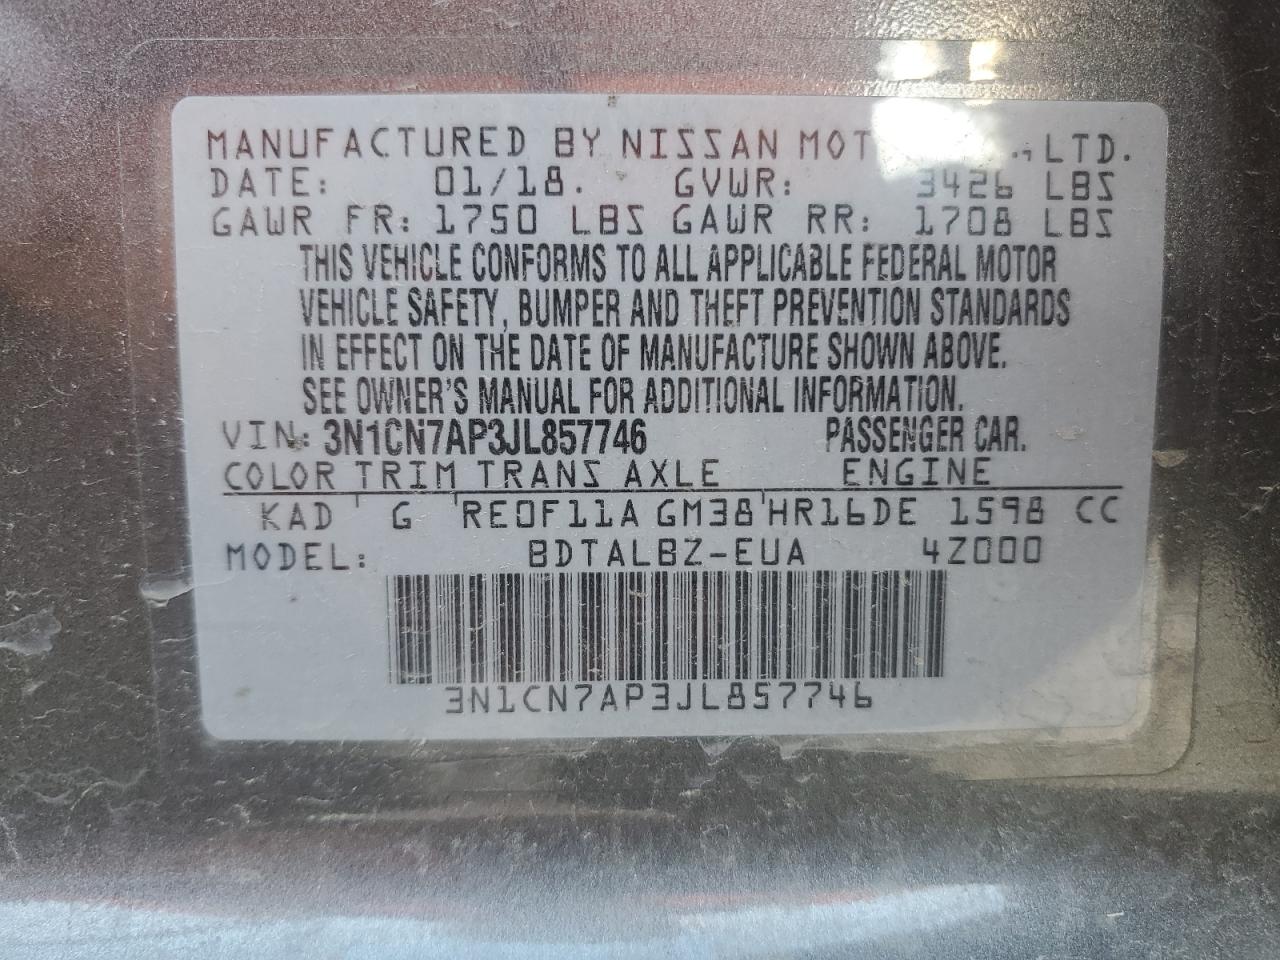 MANUFACTURED BY NISSAN MOT ., LTD.
DATE: 01/18. GVWR: 3426 LBS
GAWR FR: 1750 LBS GAWR RR: 1708 LBS
THIS VEHICLE CONFORMS TO ALL APPLICABLE FEDERAL MOTOR
VEHICLE SAFETY, BUMPER AND THEFT PREVENTION STANDARDS
IN EFFECT ON THE DATE OF MANUFACTURE SHOWN ABOVE.
SEE OWNER'S MANUAL FOR ADDITIONAL INFORMATION.
VIN: 3N1CN7AP3JL857746 PASSENGER CAR.
COLOR TRIM TRANS AXLE ENGINE
KAD G RE0F11A GM38 HR16DE 1598 CC
MODEL: BDTALBZ-EUA 4Z000
3N1CN7AP3JL857746